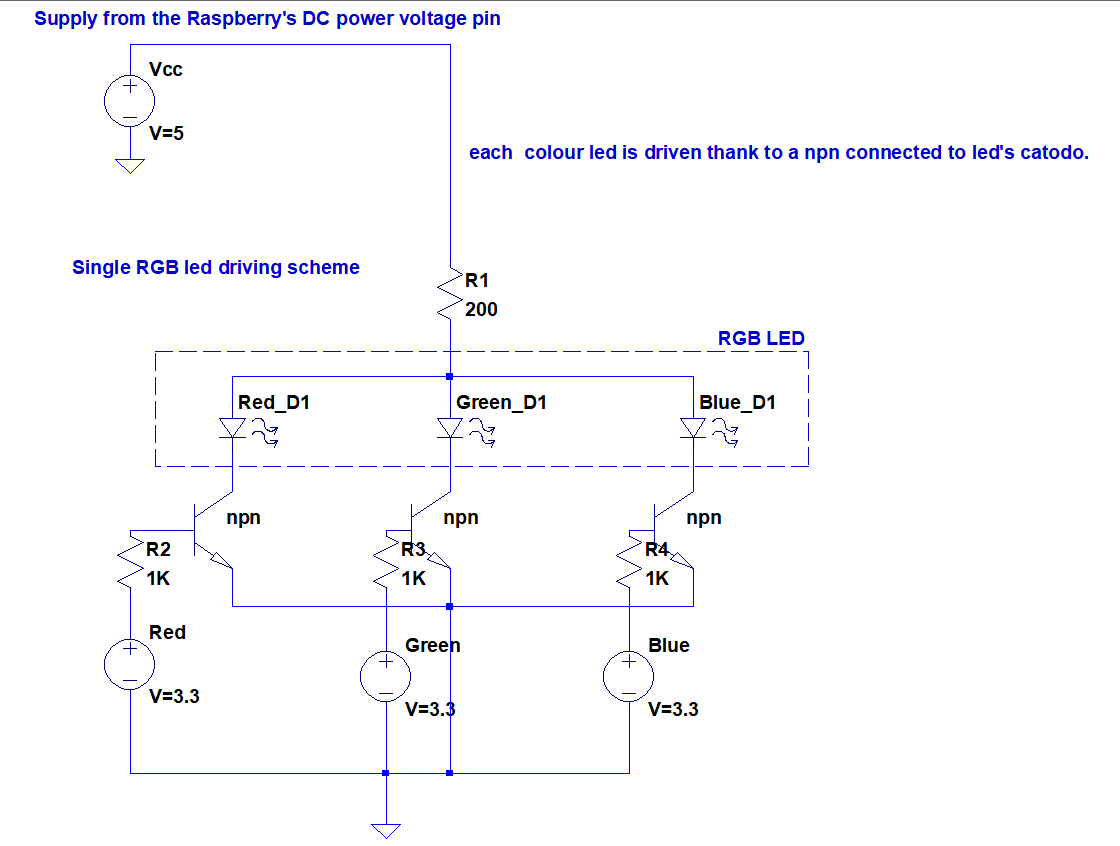 Supply from the Raspberry's DC power voltage pin
Vcc
V=5
each colour led is driven thank to a npn connected to led's catodo.
Single RGB led driving scheme
R1
200
RGB LED
Red_D1
Green_D1
Blue_D1
npn
npn
npn
R2
R3
R4
1K
1K
1K
Red
Green
Blue
V=3.3
V=3.3
V=3.3